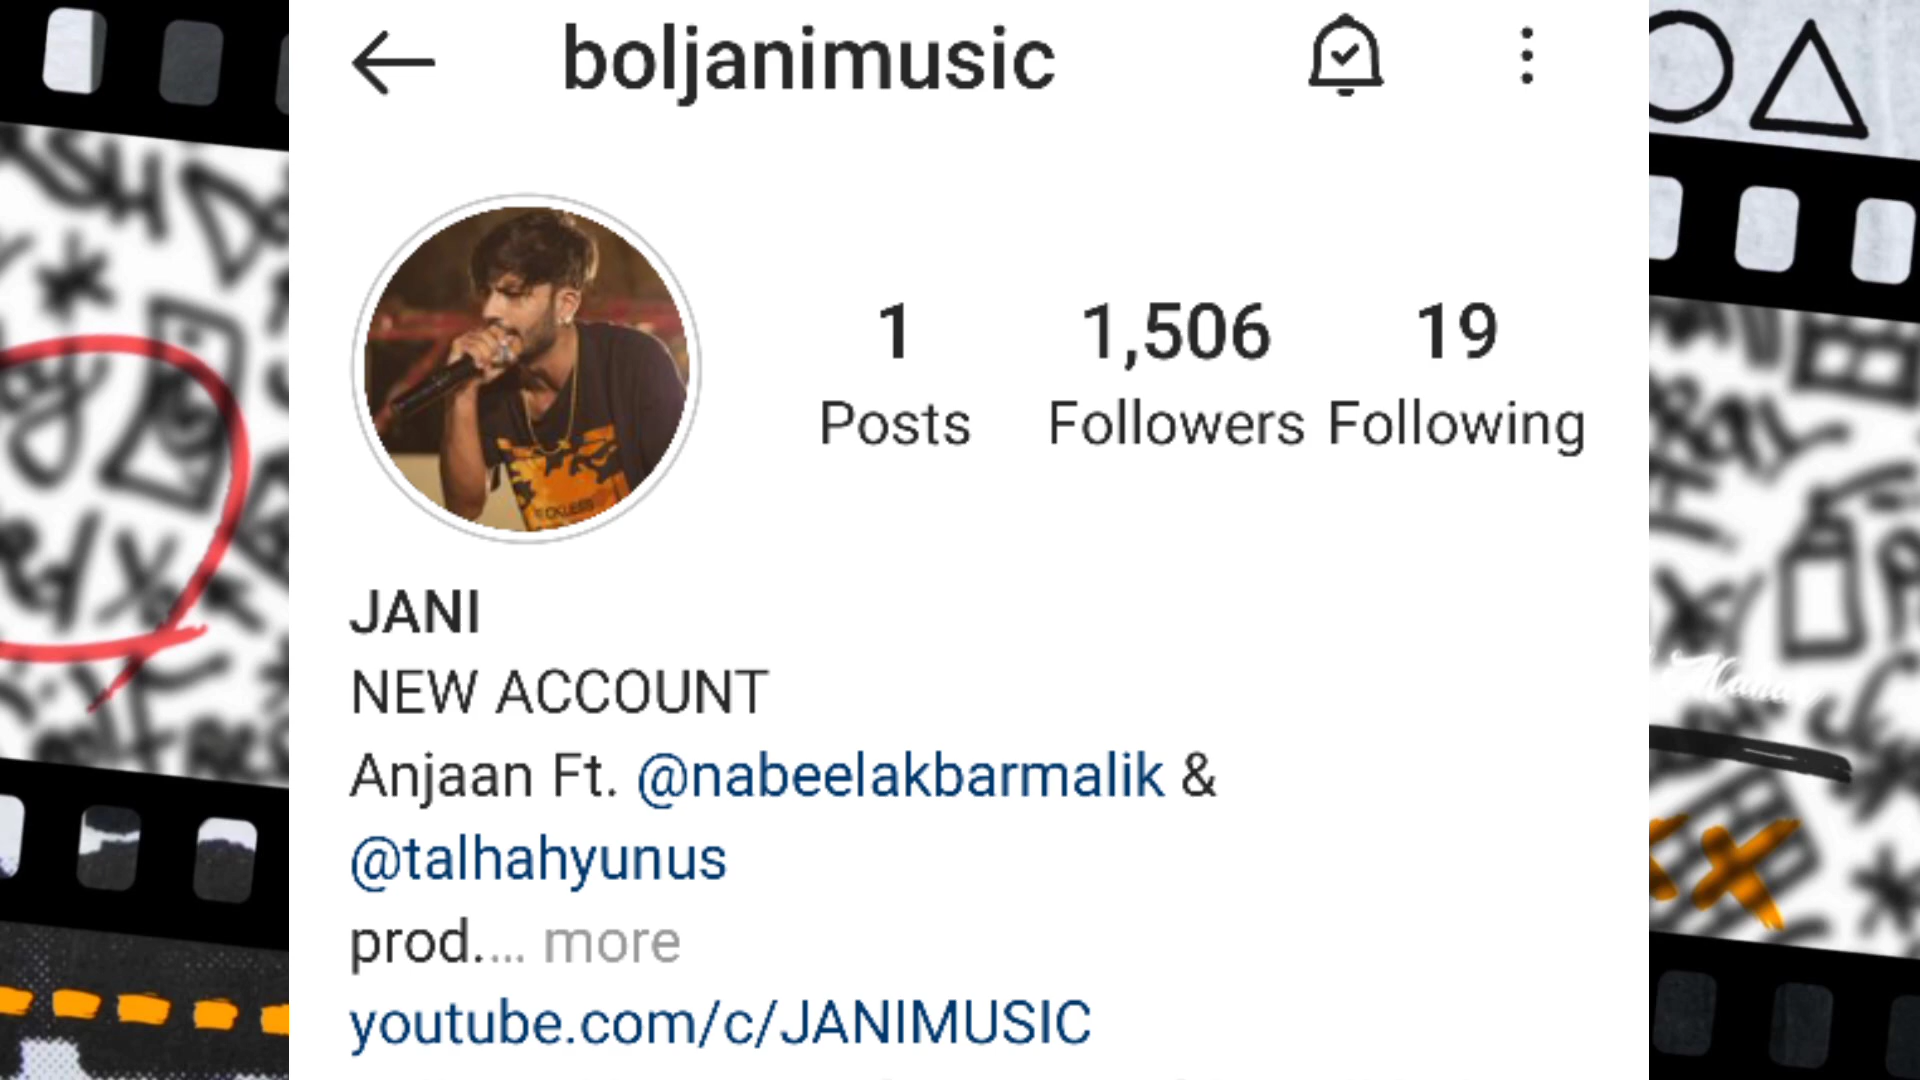 boljanimusic
1 1,506 19
Posts Followers Following
JANI
NEW ACCOUNT
Anjaan Ft. @nabeelakbarmalik &
@talhahyunus
prod.... more
youtube.com/c/JANIMUSIC